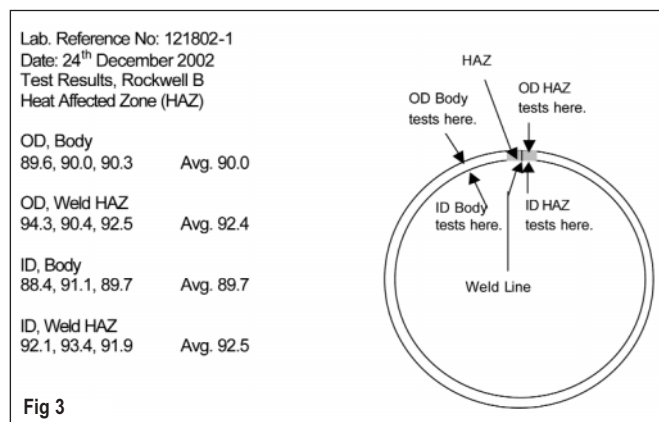 Lab. Reference No: 121802-1
Date: 24th December 2002
Test Results, Rockwell B
Heat Affected Zone (HAZ)
OD, Body
89.6, 90.0, 90.3 Avg. 90.0
OD, Weld HAZ
94.3, 90.4, 92.5 Avg. 92.4
ID, Body
88.4, 91.1, 89.7 Avg. 89.7
ID, Weld HAZ
92.1, 93.4, 91.9 Avg. 92.5
Fig 3
HAZ
OD HAZ
tests here.
OD Body
tests here.
ID Body
tests here.
ID HAZ
tests here.
Weld Line